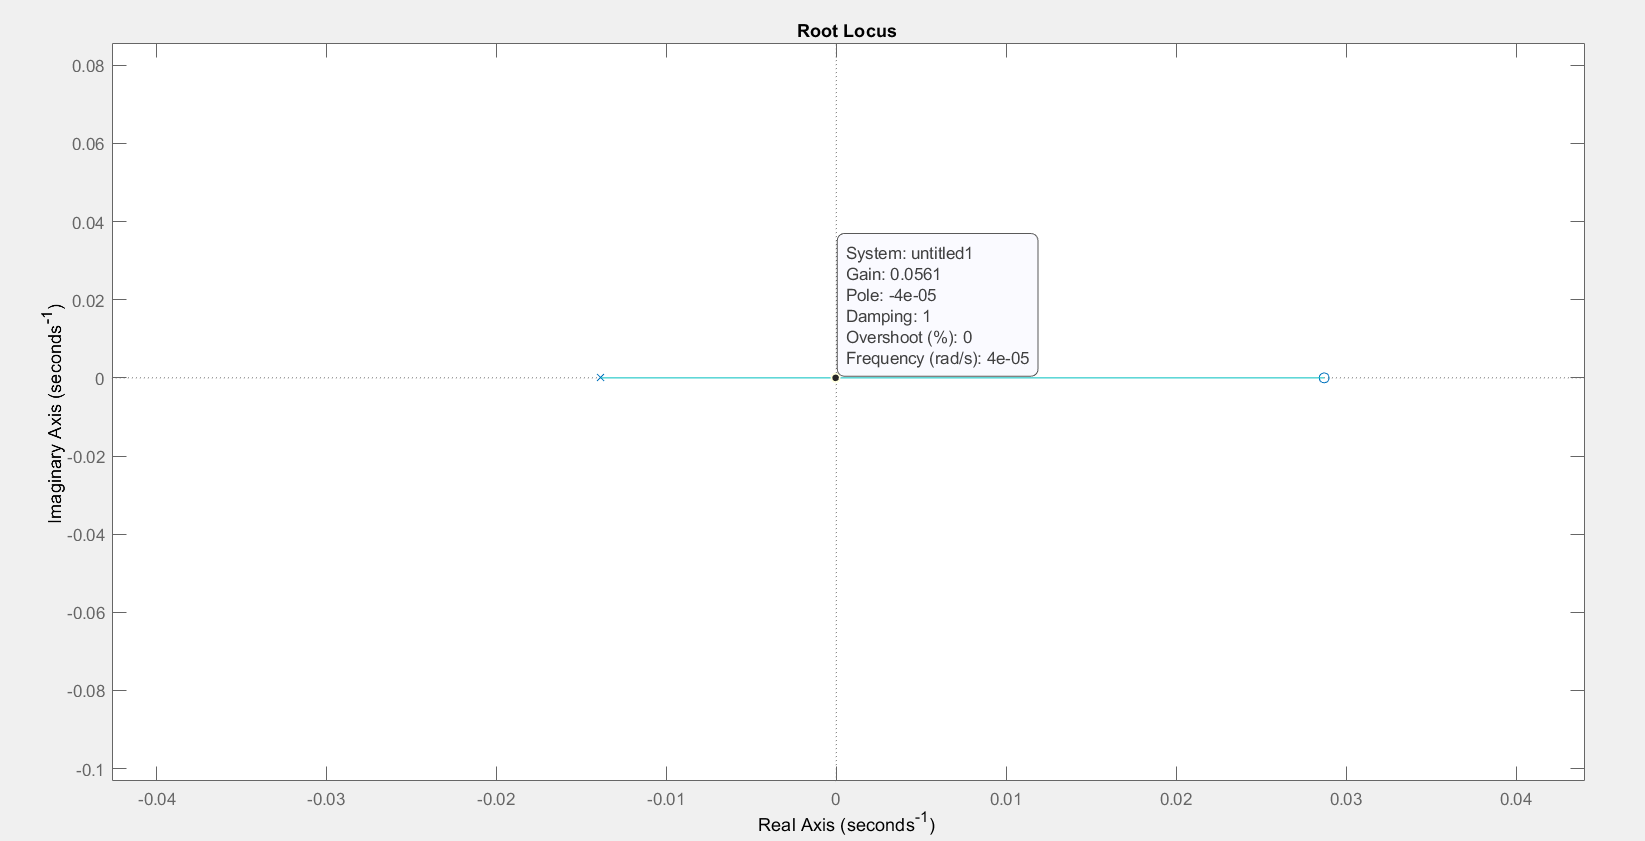 Root Locus
0.08
0.06
0.04
0.02
0
-0.02
-0.04
-0.06
-0.08
-0.1
Imaginary Axis (seconds-1)
System: untitled1
Gain: 0.0561
Pole: -4e-05
Damping: 1
Overshoot (%): 0
Frequency (rad/s): 4e-05
-0.04 -0.03 -0.02 -0.01 0 0.01 0.02 0.03 0.04
Real Axis (seconds-1)